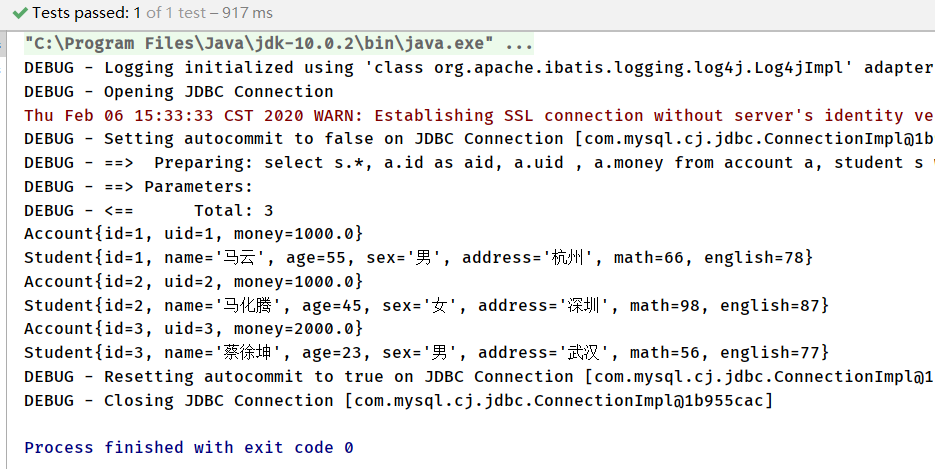 Tests passed: 1 of 1 test – 917 ms
"C:\Program Files\Java\jdk-10.0.2\bin\java.exe" ...
DEBUG - Logging initialized using 'class org.apache.ibatis.logging.log4j.Log4jImpl' adapter
DEBUG - Opening JDBC Connection
Thu Feb 06 15:33:33 CST 2020 WARN: Establishing SSL connection without server's identity ve
DEBUG - Setting autocommit to false on JDBC Connection [com.mysql.cj.jdbc.ConnectionImpl@1b
DEBUG - ==>  Preparing: select s.*, a.id as aid, a.uid , a.money from account a, student s
DEBUG - ==> Parameters:
DEBUG - <==      Total: 3
Account{id=1, uid=1, money=1000.0}
Student{id=1, name='马云', age=55, sex='男', address='杭州', math=66, english=78}
Account{id=2, uid=2, money=1000.0}
Student{id=2, name='马化腾', age=45, sex='女', address='深圳', math=98, english=87}
Account{id=3, uid=3, money=2000.0}
Student{id=3, name='蔡徐坤', age=23, sex='男', address='武汉', math=56, english=77}
DEBUG - Resetting autocommit to true on JDBC Connection [com.mysql.cj.jdbc.ConnectionImpl@1
DEBUG - Closing JDBC Connection [com.mysql.cj.jdbc.ConnectionImpl@1b955cac]
Process finished with exit code 0